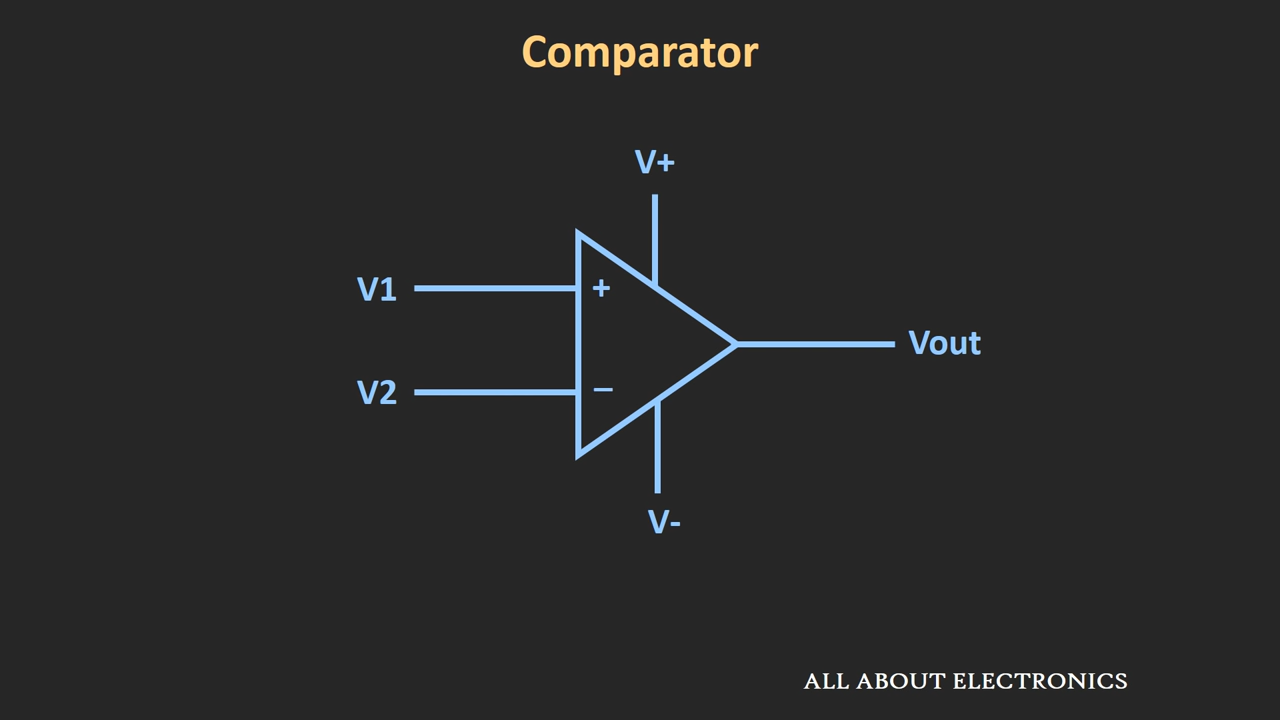 Comparator
V+
V1
+
Vout
V2
−
V-
ALL ABOUT ELECTRONICS